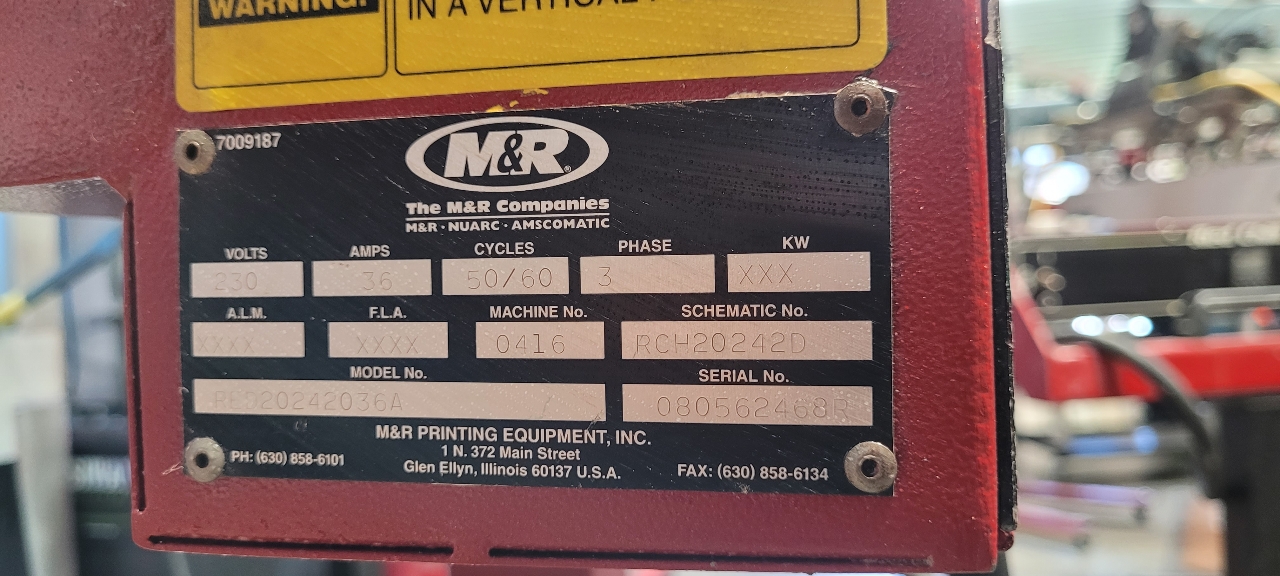 WARNING!
IN A VERTICAL
7009187
M&R®
The M&R Companies
M&R · NUARC · AMSCOMATIC
VOLTS AMPS CYCLES PHASE KW
230 36 50/60 3 XXX
A.L.M. F.L.A. MACHINE No. SCHEMATIC No.
XXXX XXXX 0416 RCH20242D
MODEL No. SERIAL No.
080562468R
M&R PRINTING EQUIPMENT, INC.
1 N. 372 Main Street
PH: (630) 858-6101 Glen Ellyn, Illinois 60137 U.S.A. FAX: (630) 858-6134